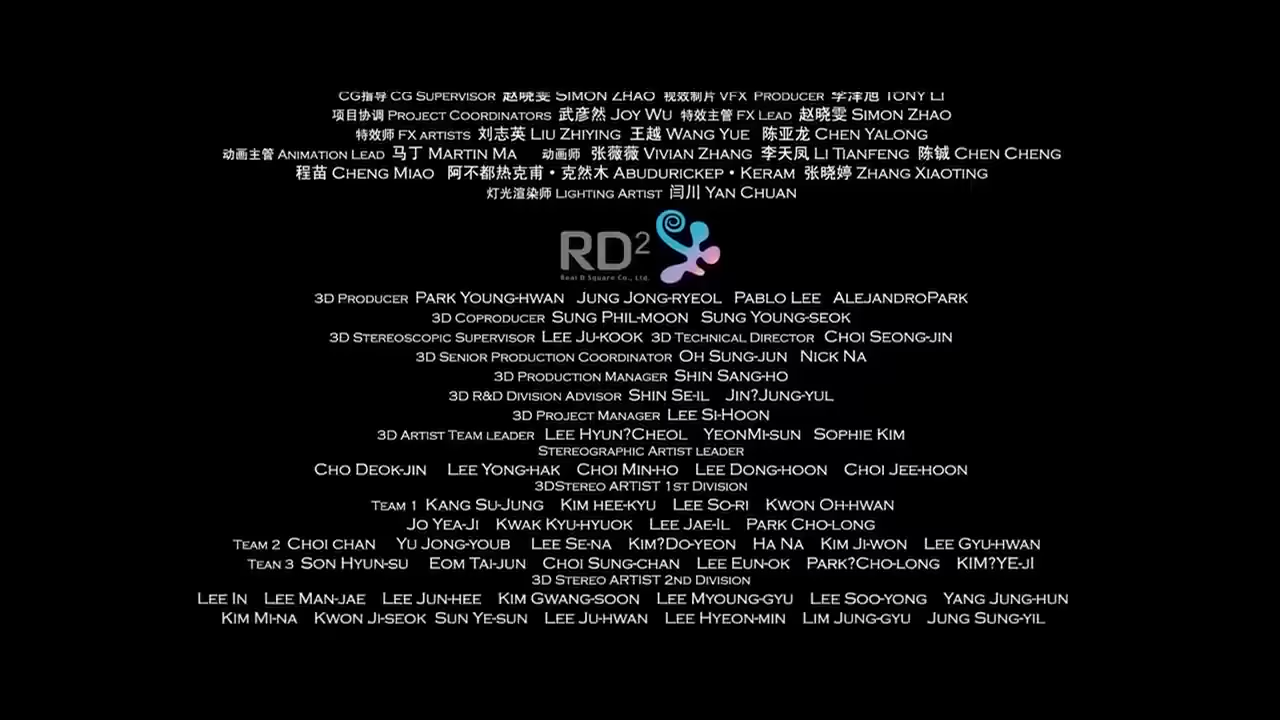 CG指导 CG SUPERVISOR 赵晓雯 SIMON ZHAO 视效制片 VFX PRODUCER 李泽旭 TONY LI
项目协调 PROJECT COORDINATORS 武彦然 JOY WU 特效主管 FX LEAD 赵晓雯 SIMON ZHAO
特效师 FX ARTISTS 刘志英 LIU ZHIYING 王越 WANG YUE 陈亚龙 CHEN YALONG
动画主管 ANIMATION LEAD 马丁 MARTIN MA 动画师 张薇薇 VIVIAN ZHANG 李天凤 LI TIANFENG 陈铖 CHEN CHENG
程苗 CHENG MIAO 阿不都热克甫·克然木 ABUDURICKEP·KERAM 张晓婷 ZHANG XIAOTING
灯光渲染师 LIGHTING ARTIST 闫川 YAN CHUAN
RD2
Real D Square Co., Ltd.
3D PRODUCER PARK YOUNG-HWAN JUNG JONG-RYEOL PABLO LEE ALEJANDROPARK
3D COPRODUCER SUNG PHIL-MOON SUNG YOUNG-SEOK
3D STEREOSCOPIC SUPERVISOR LEE JU-KOOK 3D TECHNICAL DIRECTOR CHOI SEONG-JIN
3D SENIOR PRODUCTION COORDINATOR OH SUNG-JUN NICK NA
3D PRODUCTION MANAGER SHIN SANG-HO
3D R&D DIVISION ADVISOR SHIN SE-IL JIN?JUNG-YUL
3D PROJECT MANAGER LEE SI-HOON
3D ARTIST TEAM LEADER LEE HYUN?CHEOL YEONMI-SUN SOPHIE KIM
STEREOGRAPHIC ARTIST LEADER
CHO DEOK-JIN LEE YONG-HAK CHOI MIN-HO LEE DONG-HOON CHOI JEE-HOON
3DSTEREO ARTIST 1ST DIVISION
TEAM 1 KANG SU-JUNG KIM HEE-KYU LEE SO-RI KWON OH-HWAN
JO YEA-JI KWAK KYU-HYUOK LEE JAE-IL PARK CHO-LONG
TEAM 2 CHOI CHAN YU JONG-YOUB LEE SE-NA KIM?DO-YEON HA NA KIM JI-WON LEE GYU-HWAN
TEAN 3 SON HYUN-SU EOM TAI-JUN CHOI SUNG-CHAN LEE EUN-OK PARK?CHO-LONG KIM?YE-JI
3D STEREO ARTIST 2ND DIVISION
LEE IN LEE MAN-JAE LEE JUN-HEE KIM GWANG-SOON LEE MYOUNG-GYU LEE SOO-YONG YANG JUNG-HUN
KIM MI-NA KWON JI-SEOK SUN YE-SUN LEE JU-HWAN LEE HYEON-MIN LIM JUNG-GYU JUNG SUNG-YIL